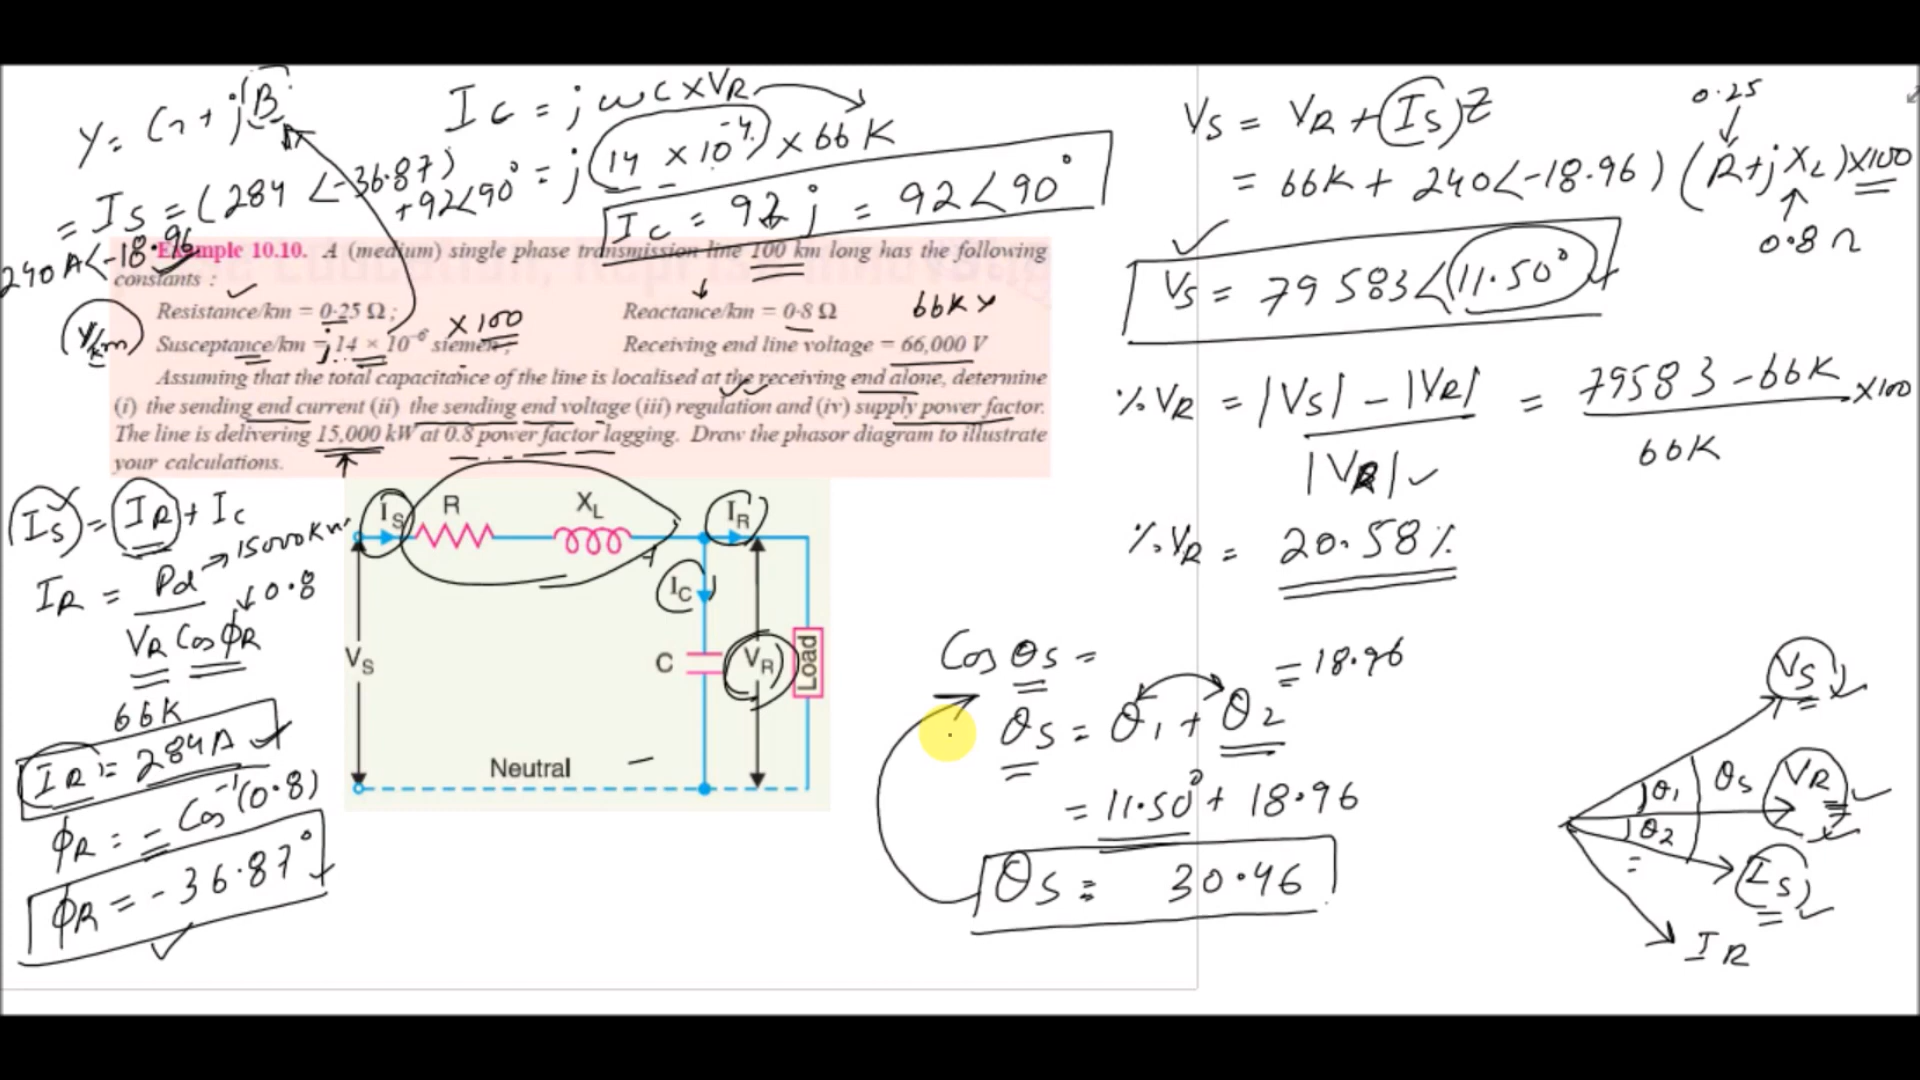 Y = G + jB
IC = jωC × VR
= j 14 × 10⁻⁴ × 66K
= IS = (284 ∠-36.87) + 92∠90°
IC = 92j = 92∠90°
240A∠-18.96
Example 10.10. A (medium) single phase transmission line 100 km long has the following
constants :
Resistance/km = 0·25 Ω ; Reactance/km = 0·8 Ω
66KV
×100
(Y/km)
Susceptance/km = j 14 × 10⁻⁶ siemen ; Receiving end line voltage = 66,000 V
Assuming that the total capacitance of the line is localised at the receiving end alone, determine
(i) the sending end current (ii) the sending end voltage (iii) regulation and (iv) supply power factor.
The line is delivering 15,000 kW at 0.8 power factor lagging. Draw the phasor diagram to illustrate
your calculations.
IS = IR + IC
IR = Pd → 15000kW
VR Cos φR ↓ 0.8
66K
IR = 284A
φR = - Cos⁻¹(0.8)
φR = -36.87°
IS R XL IR
IC
VS C VR Load
Neutral
VS = VR + (IS)Z
0.25
= 66K + 240∠-18.96) (R+jXL)×100
0.8Ω
VS = 79583∠11.50°
% VR = |VS| - |VR| = 79583 - 66K ×100
|VR| 66K
% VR = 20.58%
Cos θS =
= 18.96
θS = θ1 + θ2
= 11.50° + 18.96
θS = 30.46
VS
θ1 θS VR
θ2
IS
IR